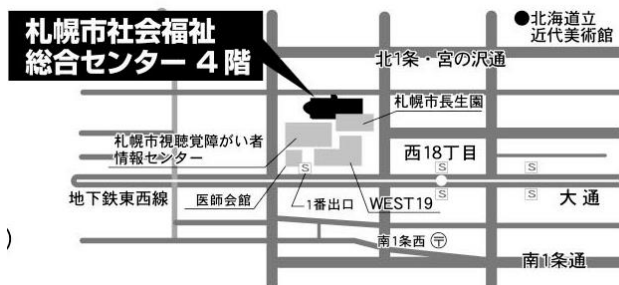 ●北海道立
近代美術館
札幌市社会福祉
総合センター 4階
北1条・宮の沢通
札幌市長生園
札幌市視聴覚障がい者
情報センター
西18丁目
S
S
S
地下鉄東西線
医師会館
1番出口
WEST19
S
S
大通
)
南1条西〒
南1条通